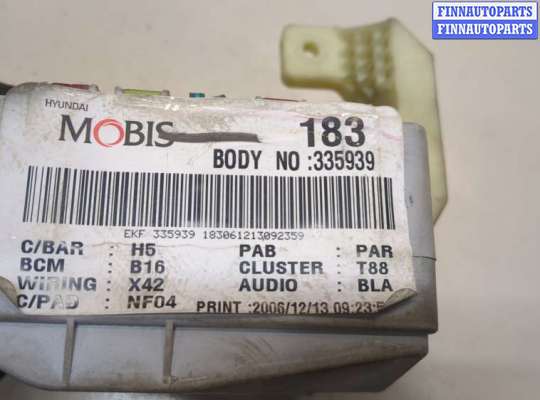 FINNAUTOPARTS
FINNAUTOPARTS
HYUNDAI
MOBIS 183
BODY NO :335939
EKF 335939 183061213092359
C/BAR : H5 PAB : PAR
BCM : B16 CLUSTER : T88
WIRING : X42 AUDIO : BLA
C/PAD : NF04 PRINT :2006/12/13 09:23:5